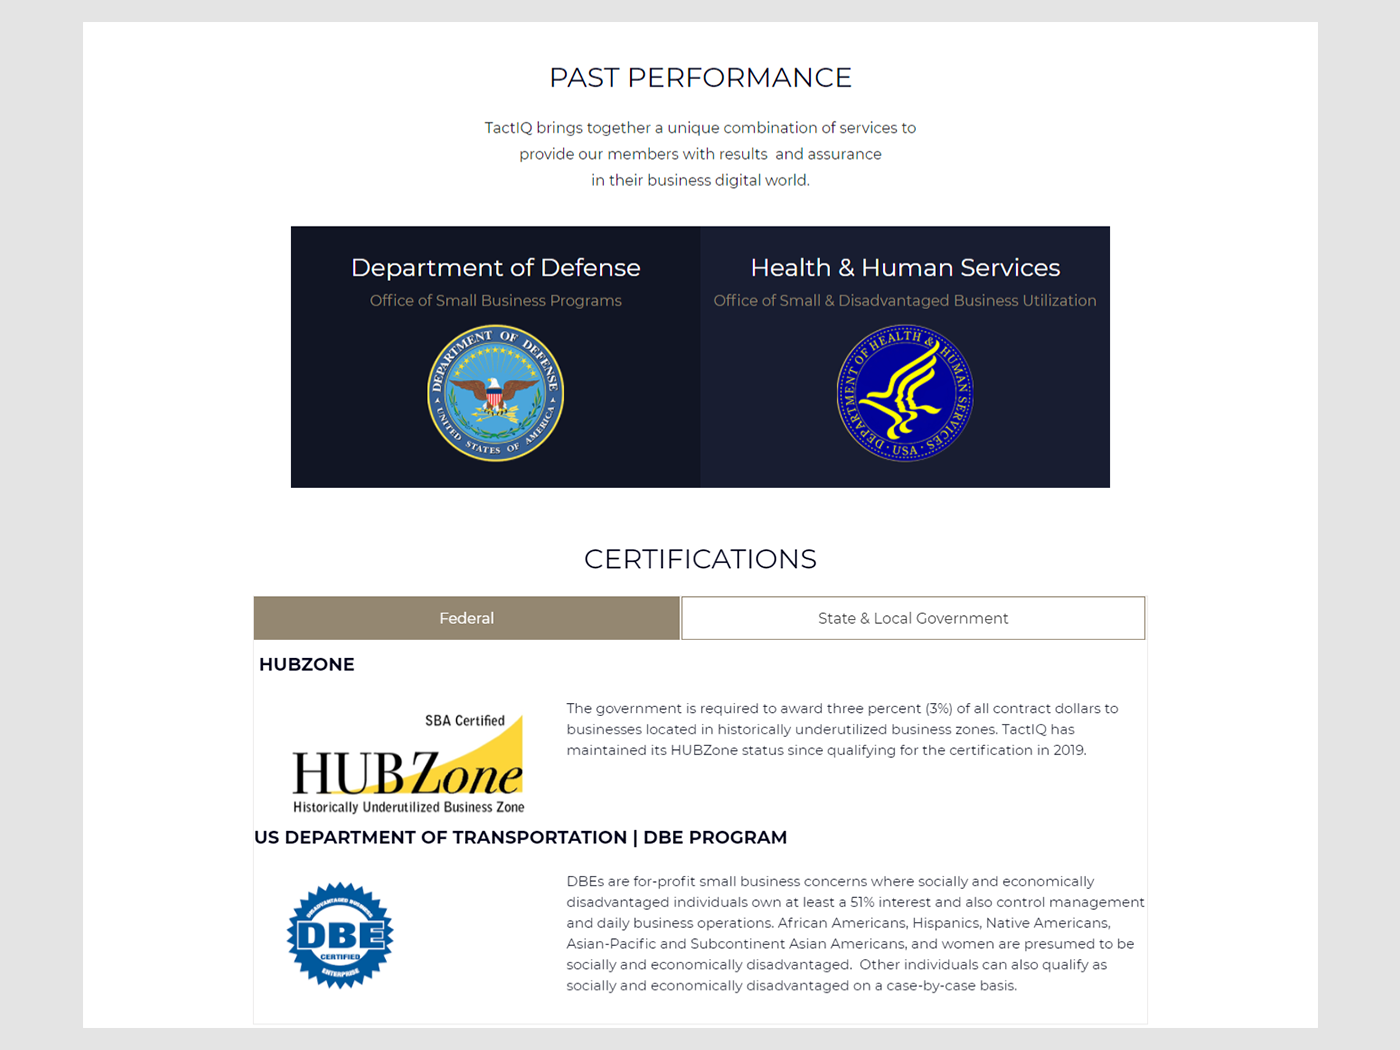 PAST PERFORMANCE
TactIQ brings together a unique combination of services to
provide our members with results  and assurance
in their business digital world.
Department of Defense
Office of Small Business Programs
DEPARTMENT OF DEFENSE
UNITED STATES OF AMERICA
Health & Human Services
Office of Small & Disadvantaged Business Utilization
DEPARTMENT OF HEALTH & HUMAN SERVICES · USA
CERTIFICATIONS
Federal
State & Local Government
HUBZONE
SBA Certified
HUBZone
Historically Underutilized Business Zone
The government is required to award three percent (3%) of all contract dollars to
businesses located in historically underutilized business zones. TactIQ has
maintained its HUBZone status since qualifying for the certification in 2019.
US DEPARTMENT OF TRANSPORTATION | DBE PROGRAM
DISADVANTAGED BUSINESS
DBE
CERTIFIED
ENTERPRISE
DBEs are for-profit small business concerns where socially and economically
disadvantaged individuals own at least a 51% interest and also control management
and daily business operations. African Americans, Hispanics, Native Americans,
Asian-Pacific and Subcontinent Asian Americans, and women are presumed to be
socially and economically disadvantaged.  Other individuals can also qualify as
socially and economically disadvantaged on a case-by-case basis.